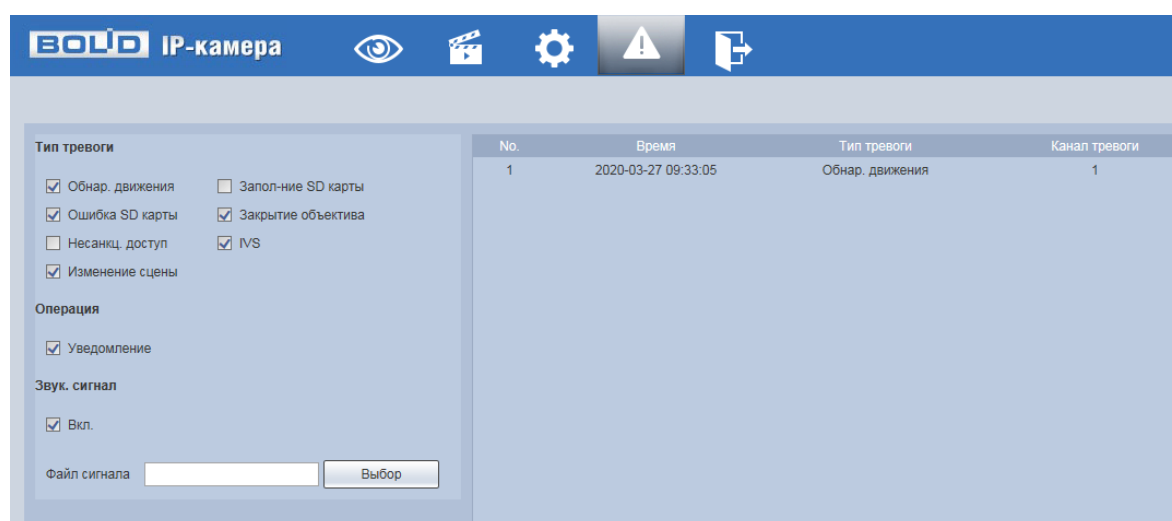 BOLID IP-камера
Тип тревоги
Обнар. движения Запол-ние SD карты
Ошибка SD карты Закрытие объектива
Несанкц. доступ IVS
Изменение сцены
Операция
Уведомление
Звук. сигнал
Вкл.
Файл сигнала Выбор
No. Время Тип тревоги Канал тревоги
1 2020-03-27 09:33:05 Обнар. движения 1